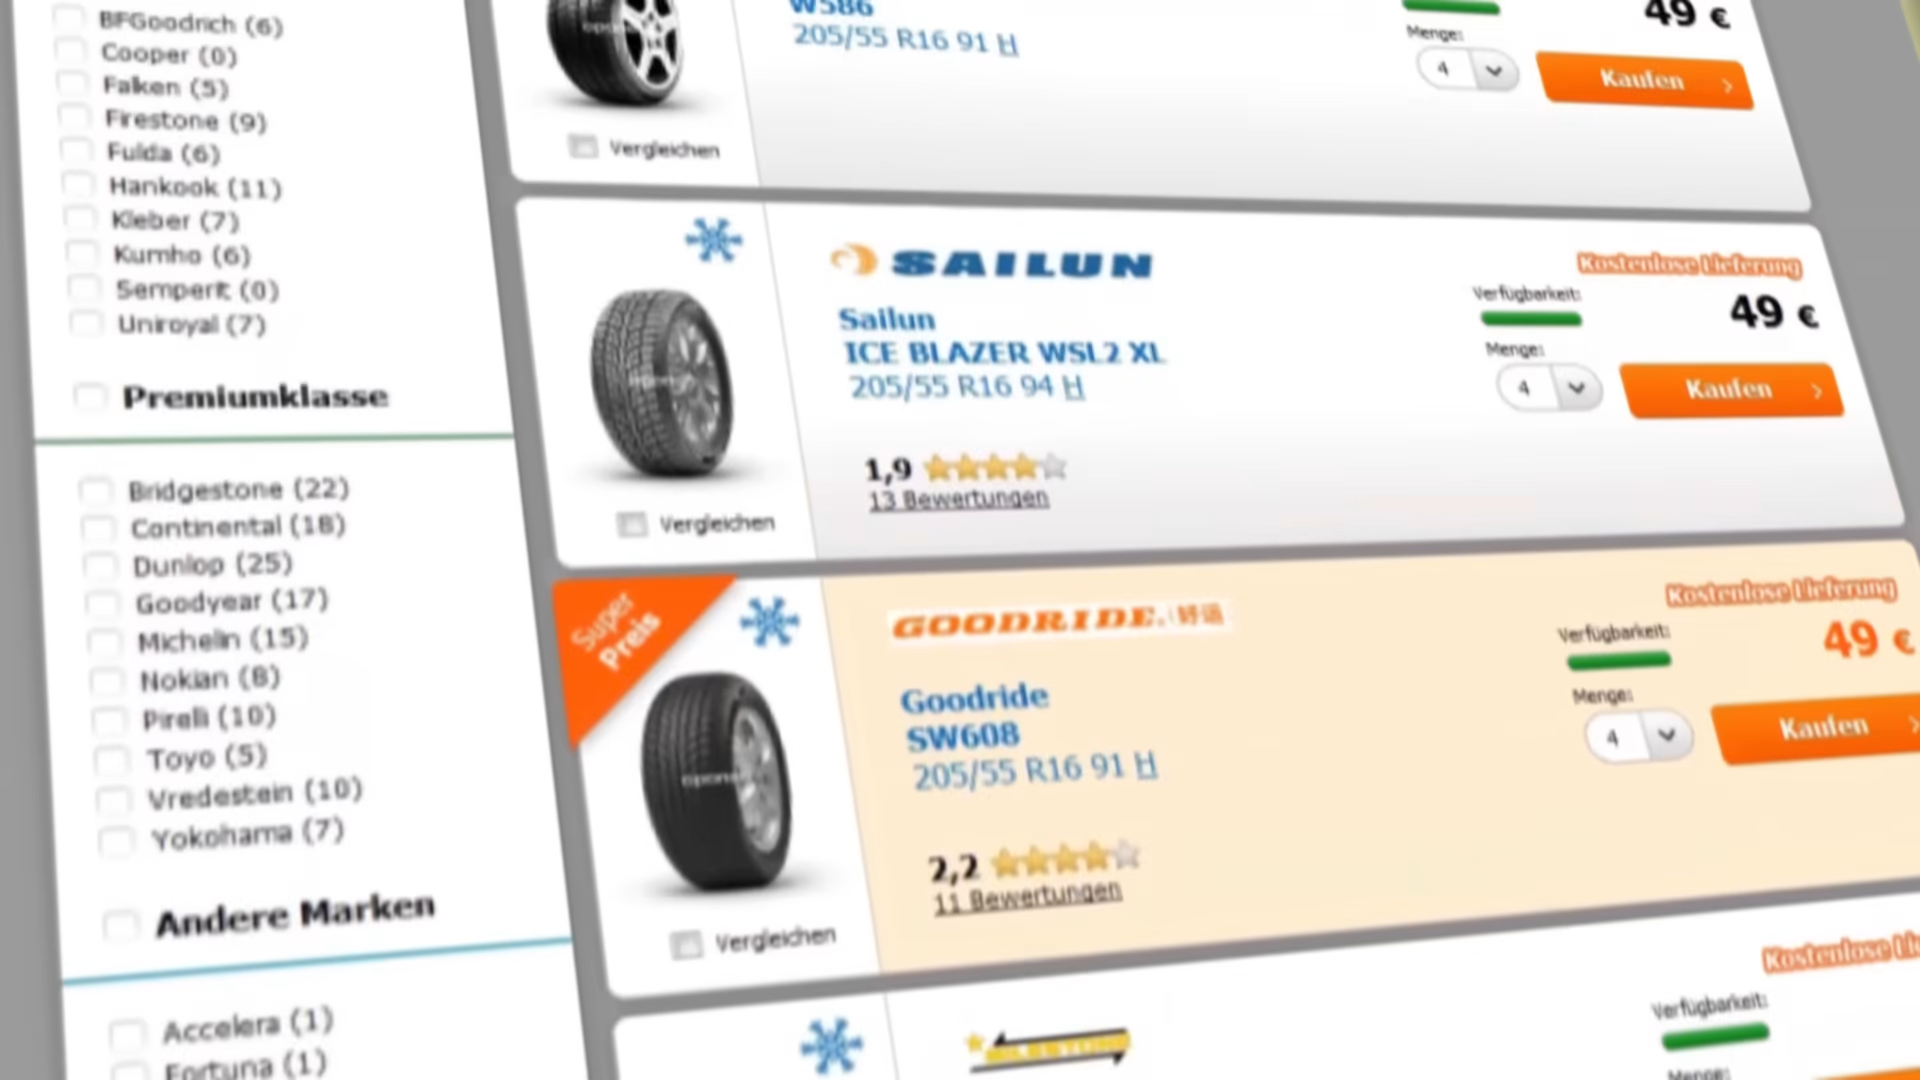 BFGoodrich (6)
Cooper (0)
Falken (5)
Firestone (9)
Fulda (6)
Hankook (11)
Kleber (7)
Kumho (6)
Semperit (0)
Uniroyal (7)
Premiumklasse
Bridgestone (22)
Continental (18)
Dunlop (25)
Goodyear (17)
Michelin (15)
Nokian (8)
Pirelli (10)
Toyo (5)
Vredestein (10)
Yokohama (7)
Andere Marken
Accelera (1)
Fortuna (1)
W586
205/55 R16 91 H
Vergleichen
49 €
Menge:
4
Kaufen
SAILUN
Sailun
ICE BLAZER WSL2 XL
205/55 R16 94 H
1,9
13 Bewertungen
Vergleichen
Kostenlose Lieferung
Verfügbarkeit:
49 €
Menge:
4
Kaufen
Super
Preis
GOODRIDE 好运
Goodride
SW608
205/55 R16 91 H
2,2
11 Bewertungen
Vergleichen
Kostenlose Lieferung
Verfügbarkeit:
49 €
Menge:
4
Kaufen
Kostenlose
Verfügbarkeit:
Menge: